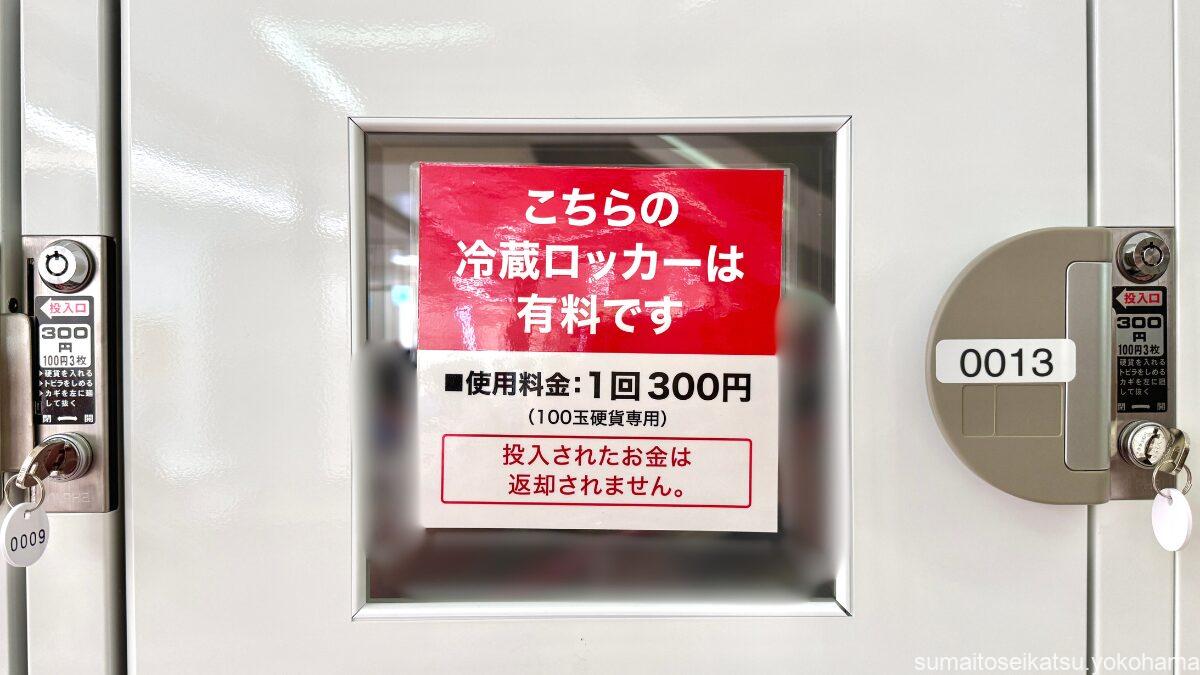 こちらの
冷蔵ロッカーは
有料です
■使用料金：1回300円
（100玉硬貨専用）
投入されたお金は
返却されません。
投入口
300
円
100円3枚
硬貨を入れる
トビラをしめる
カギを左に廻
して抜く
閉 開
0009
0013
投入口
300
円
100円3枚
硬貨を入れる
トビラをしめる
カギを左に廻
して抜く
閉 開
sumaitoseikatsu.yokohama